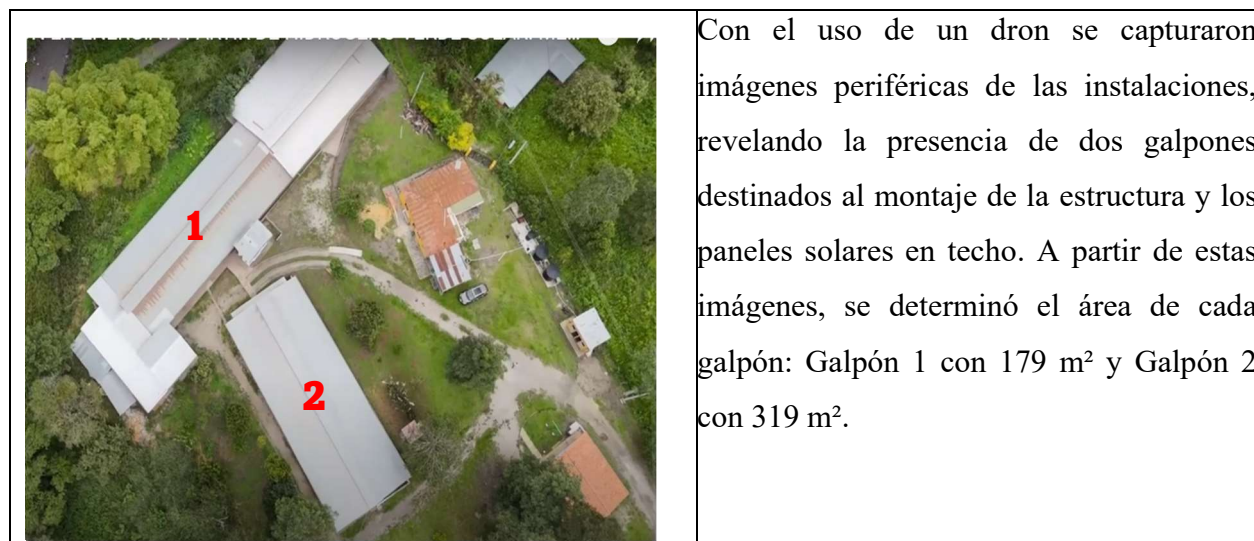 1
2
Con el uso de un dron se capturaron
imágenes periféricas de las instalaciones,
revelando la presencia de dos galpones
destinados al montaje de la estructura y los
paneles solares en techo. A partir de estas
imágenes, se determinó el área de cada
galpón: Galpón 1 con 179 m² y Galpón 2
con 319 m².